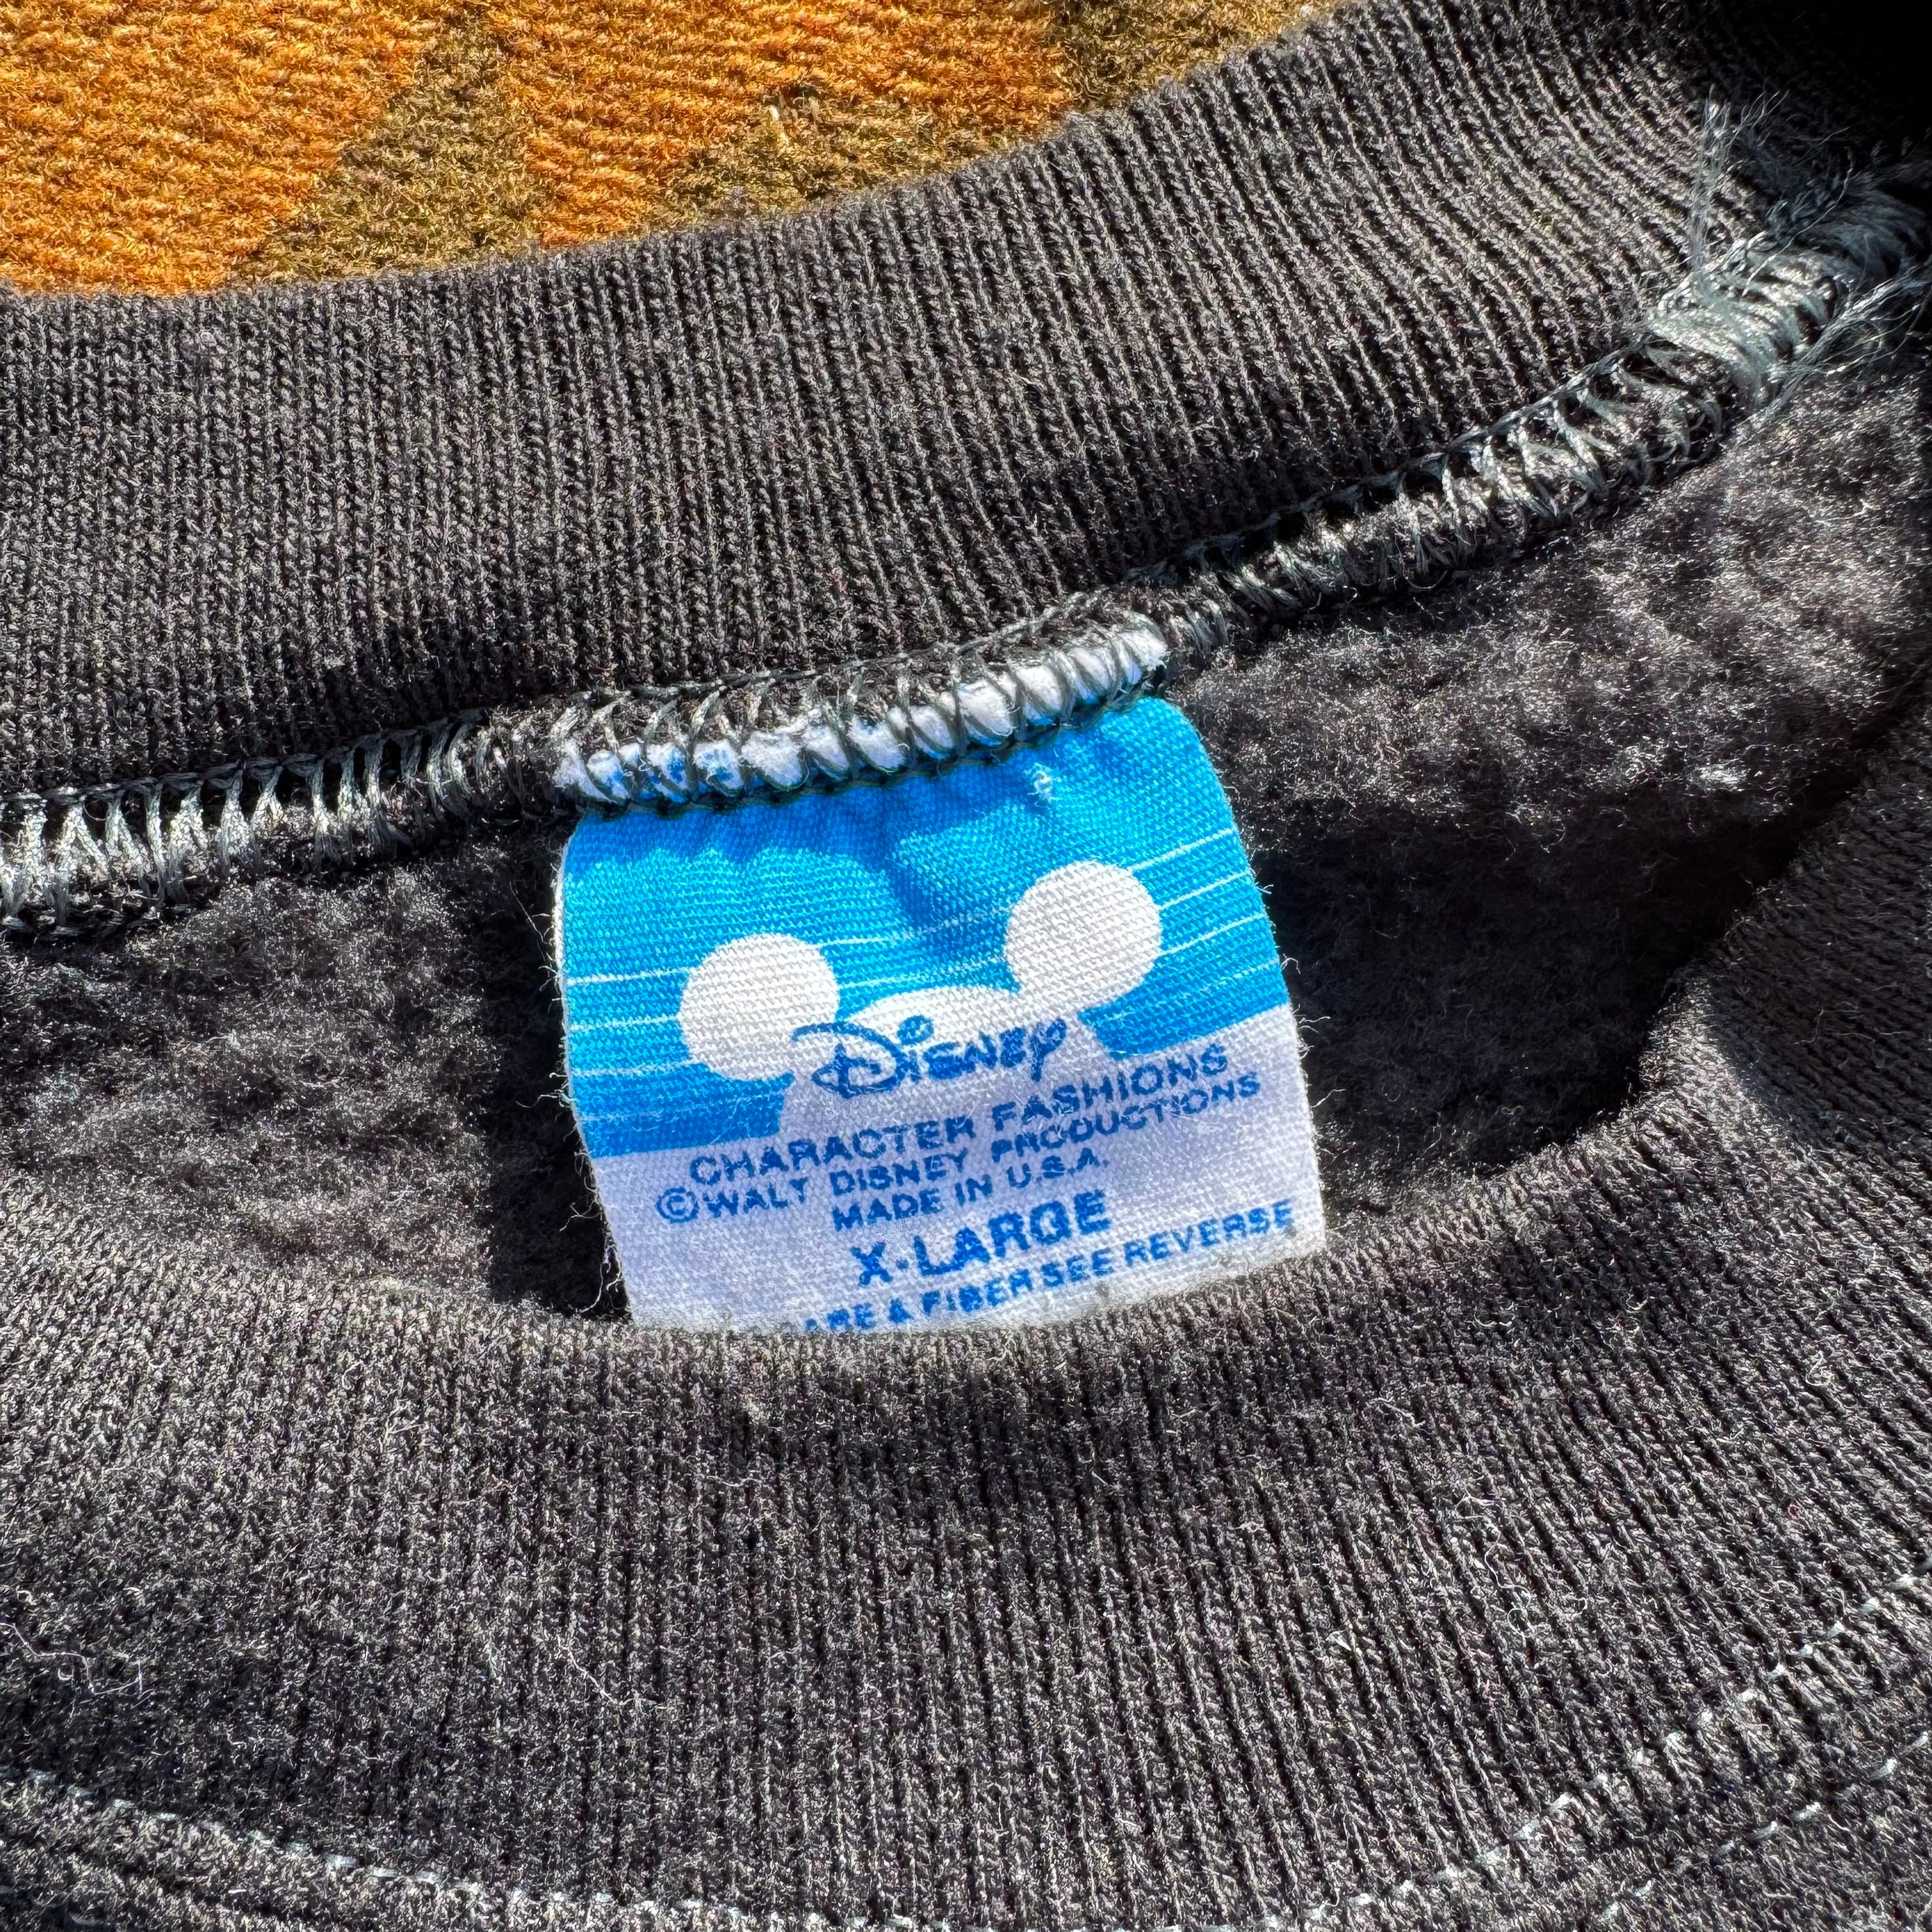 Disney
CHARACTER FASHIONS
©WALT DISNEY PRODUCTIONS
MADE IN U.S.A.
X-LARGE
& FIBER SEE REVERSE